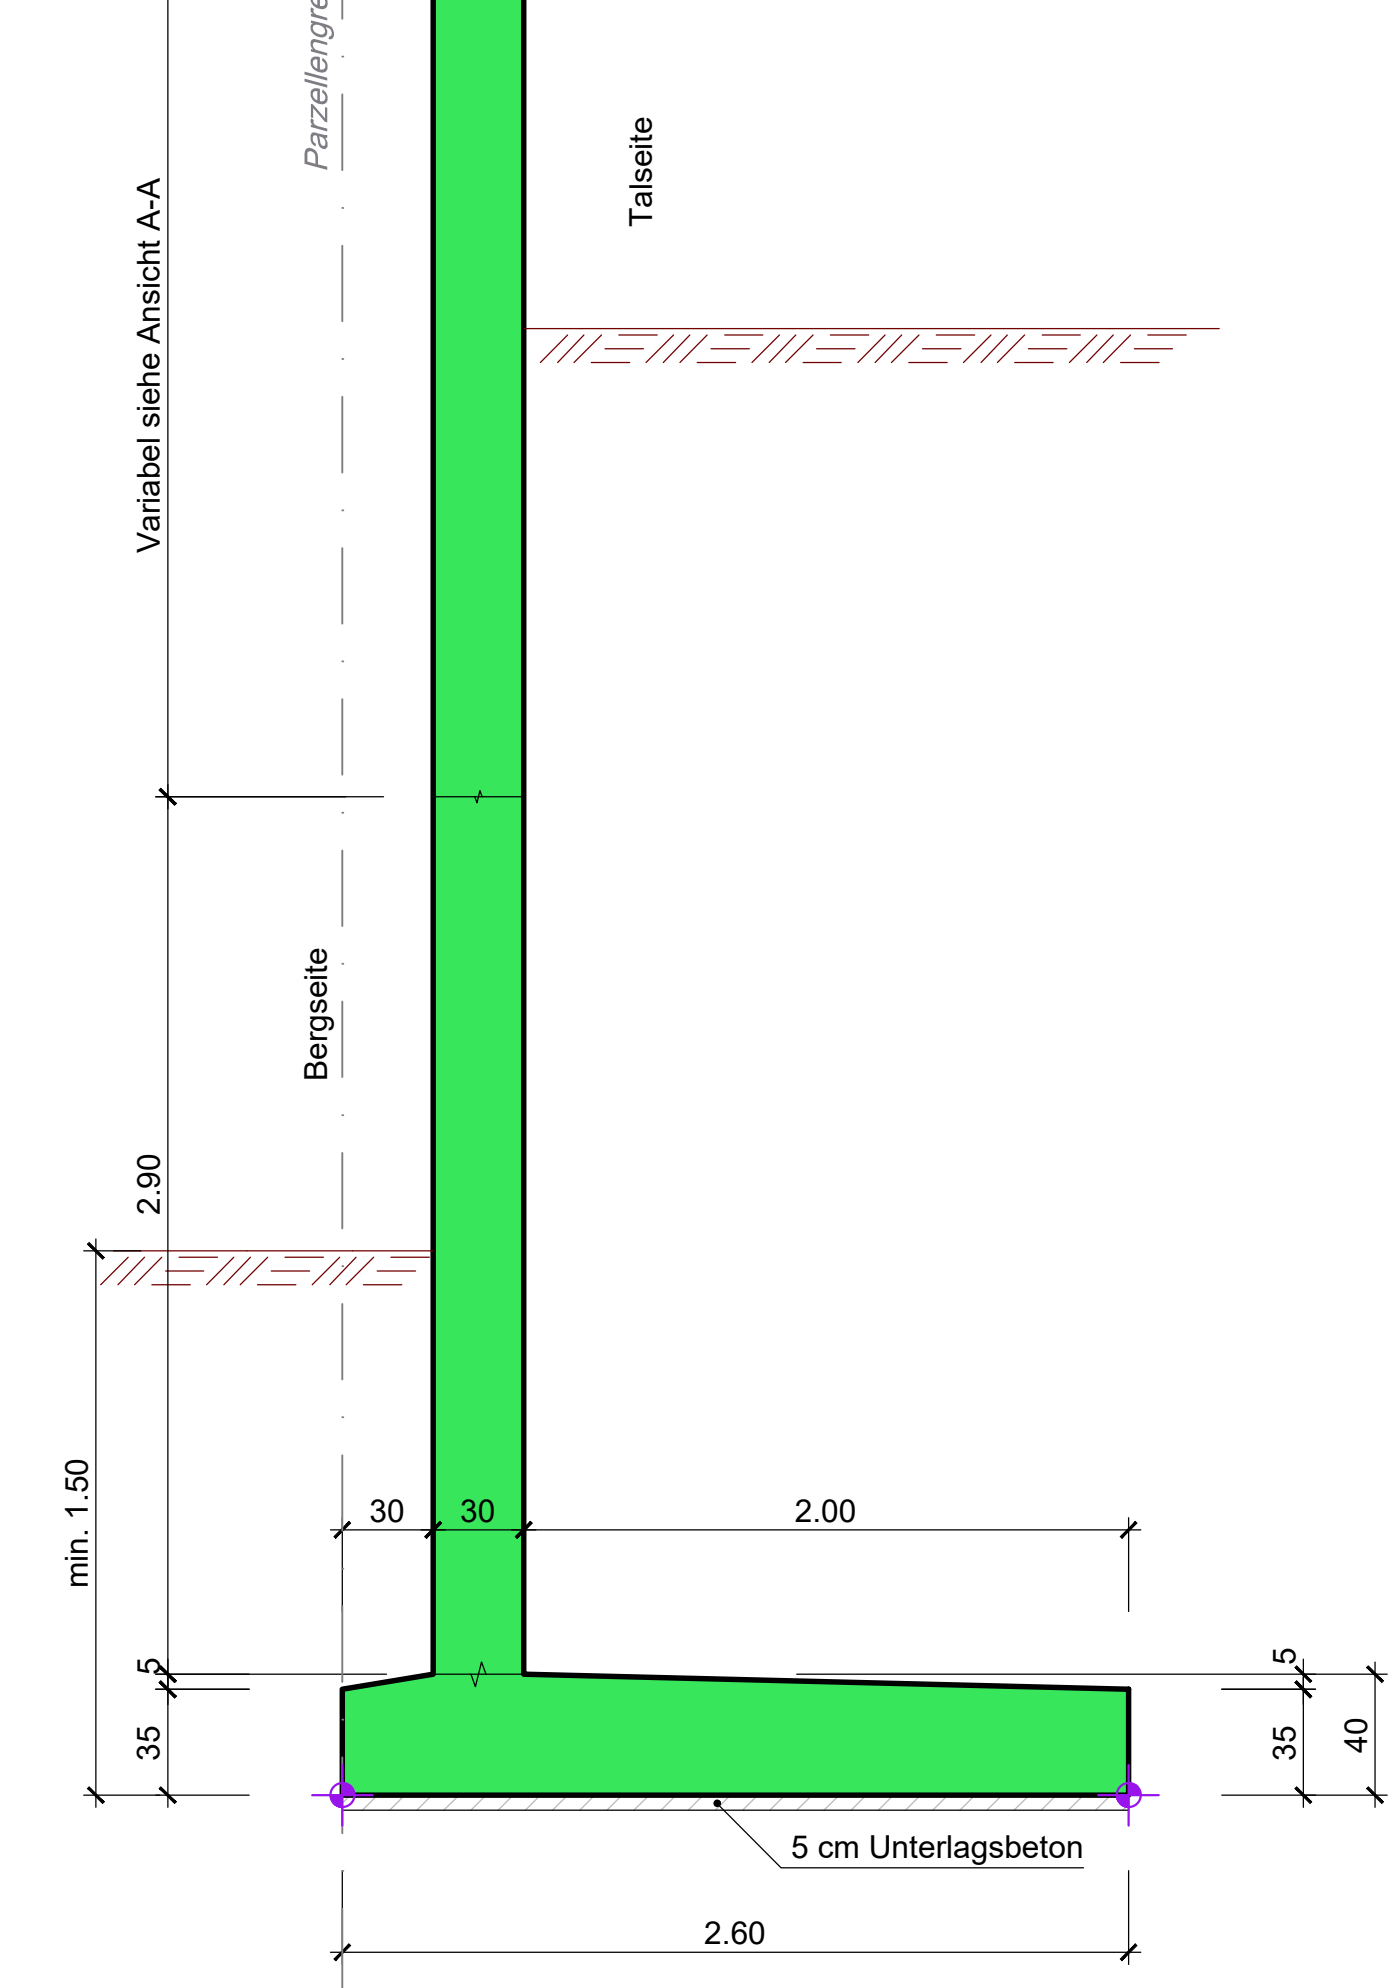 Parzellengre
Talseite
Variabel siehe Ansicht A-A
Bergseite
2.90
min. 1.50
30
30
2.00
5
35
5
35
40
5 cm Unterlagsbeton
2.60